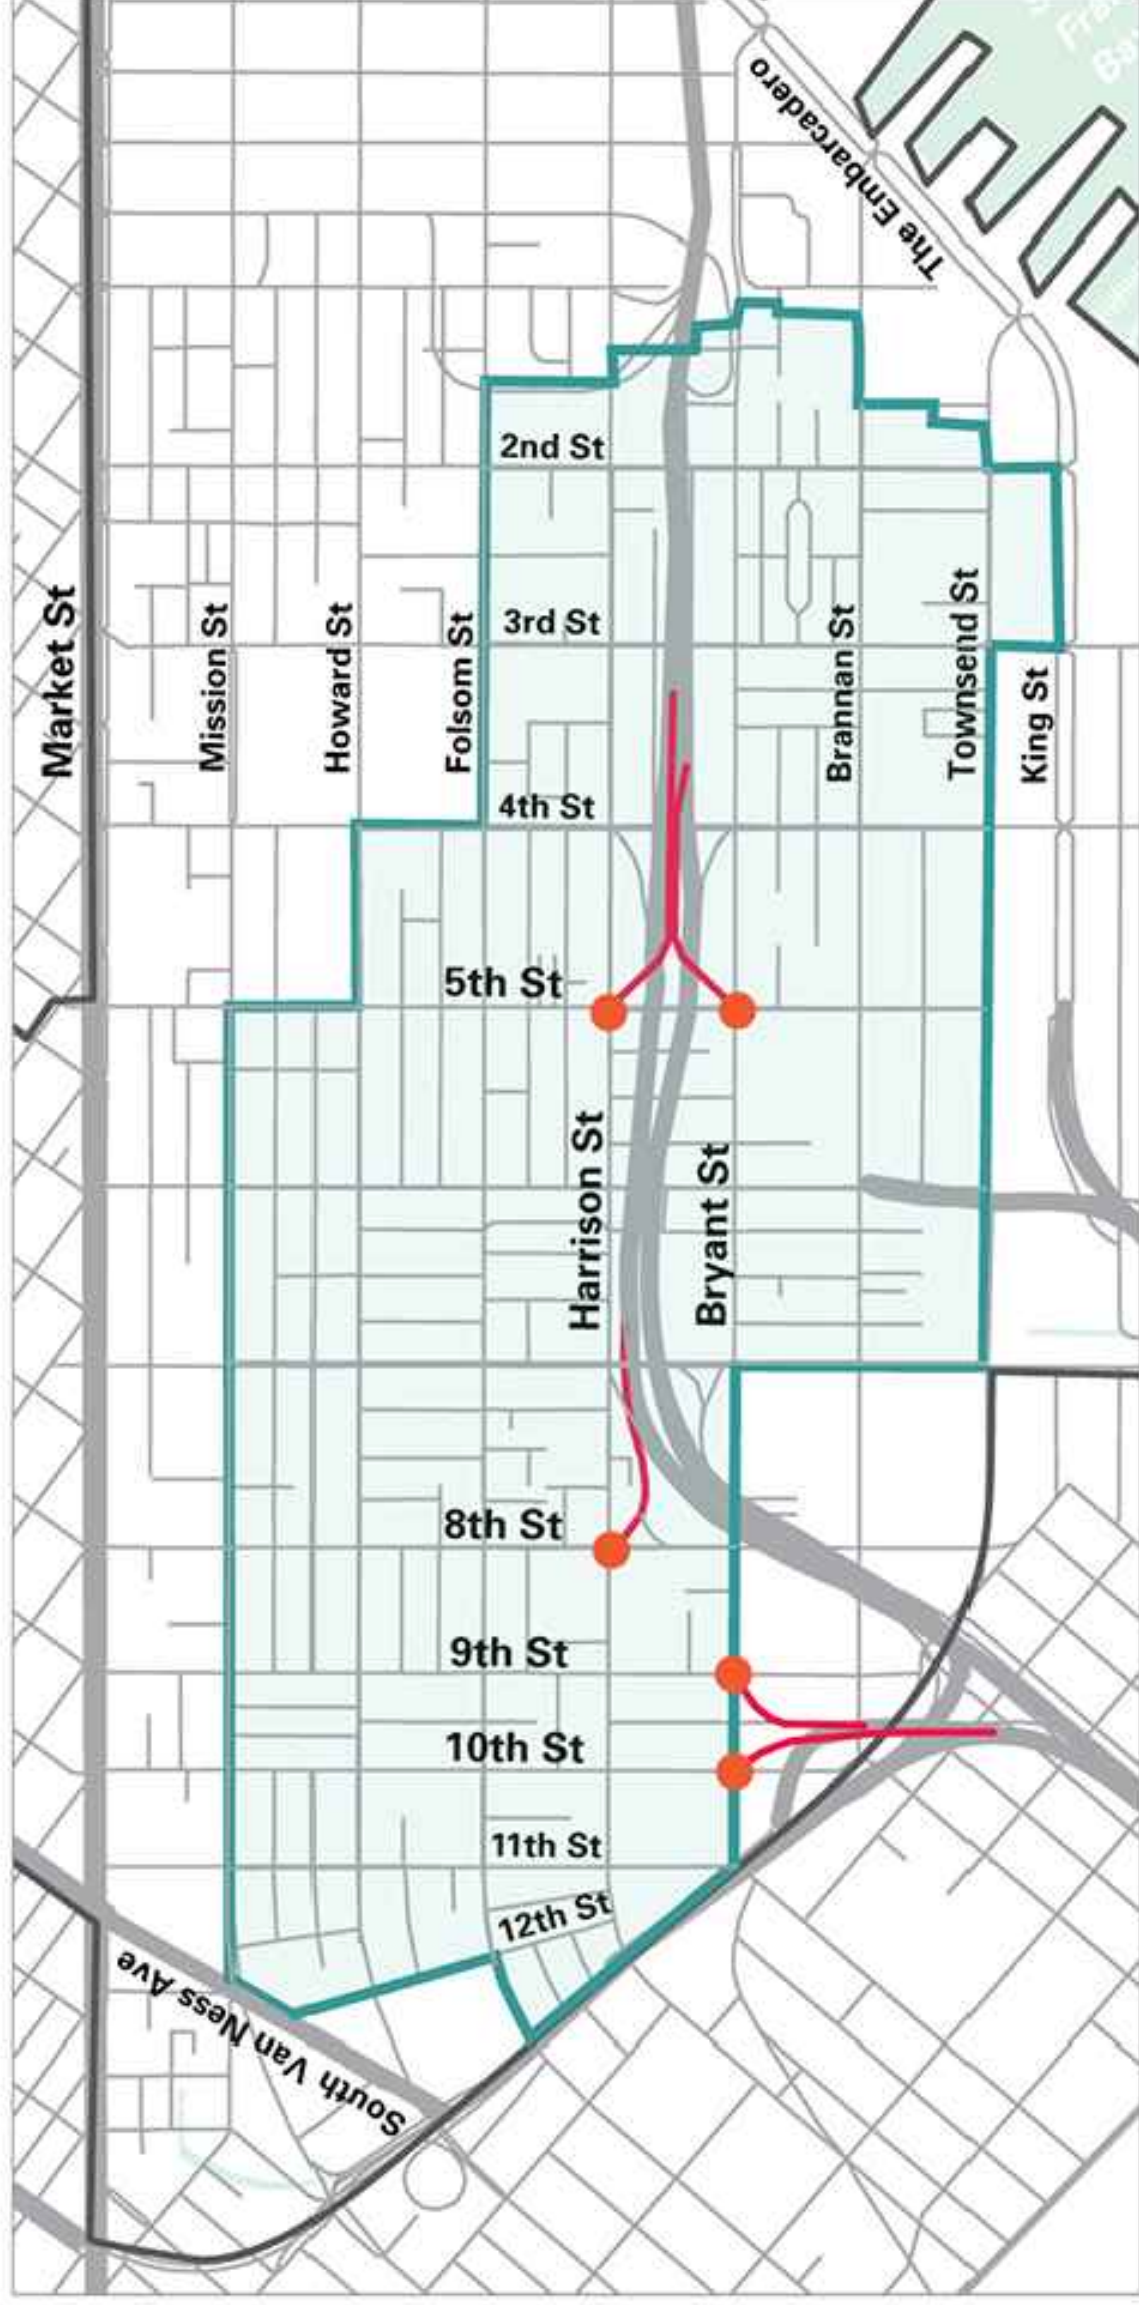 Fra
Bay
The Embarcadero
2nd St
Market St
Mission St
Howard St
Folsom St
3rd St
Brannan St
Townsend St
King St
4th St
5th St
Harrison St
Bryant St
8th St
9th St
10th St
11th St
12th St
South Van Ness Ave